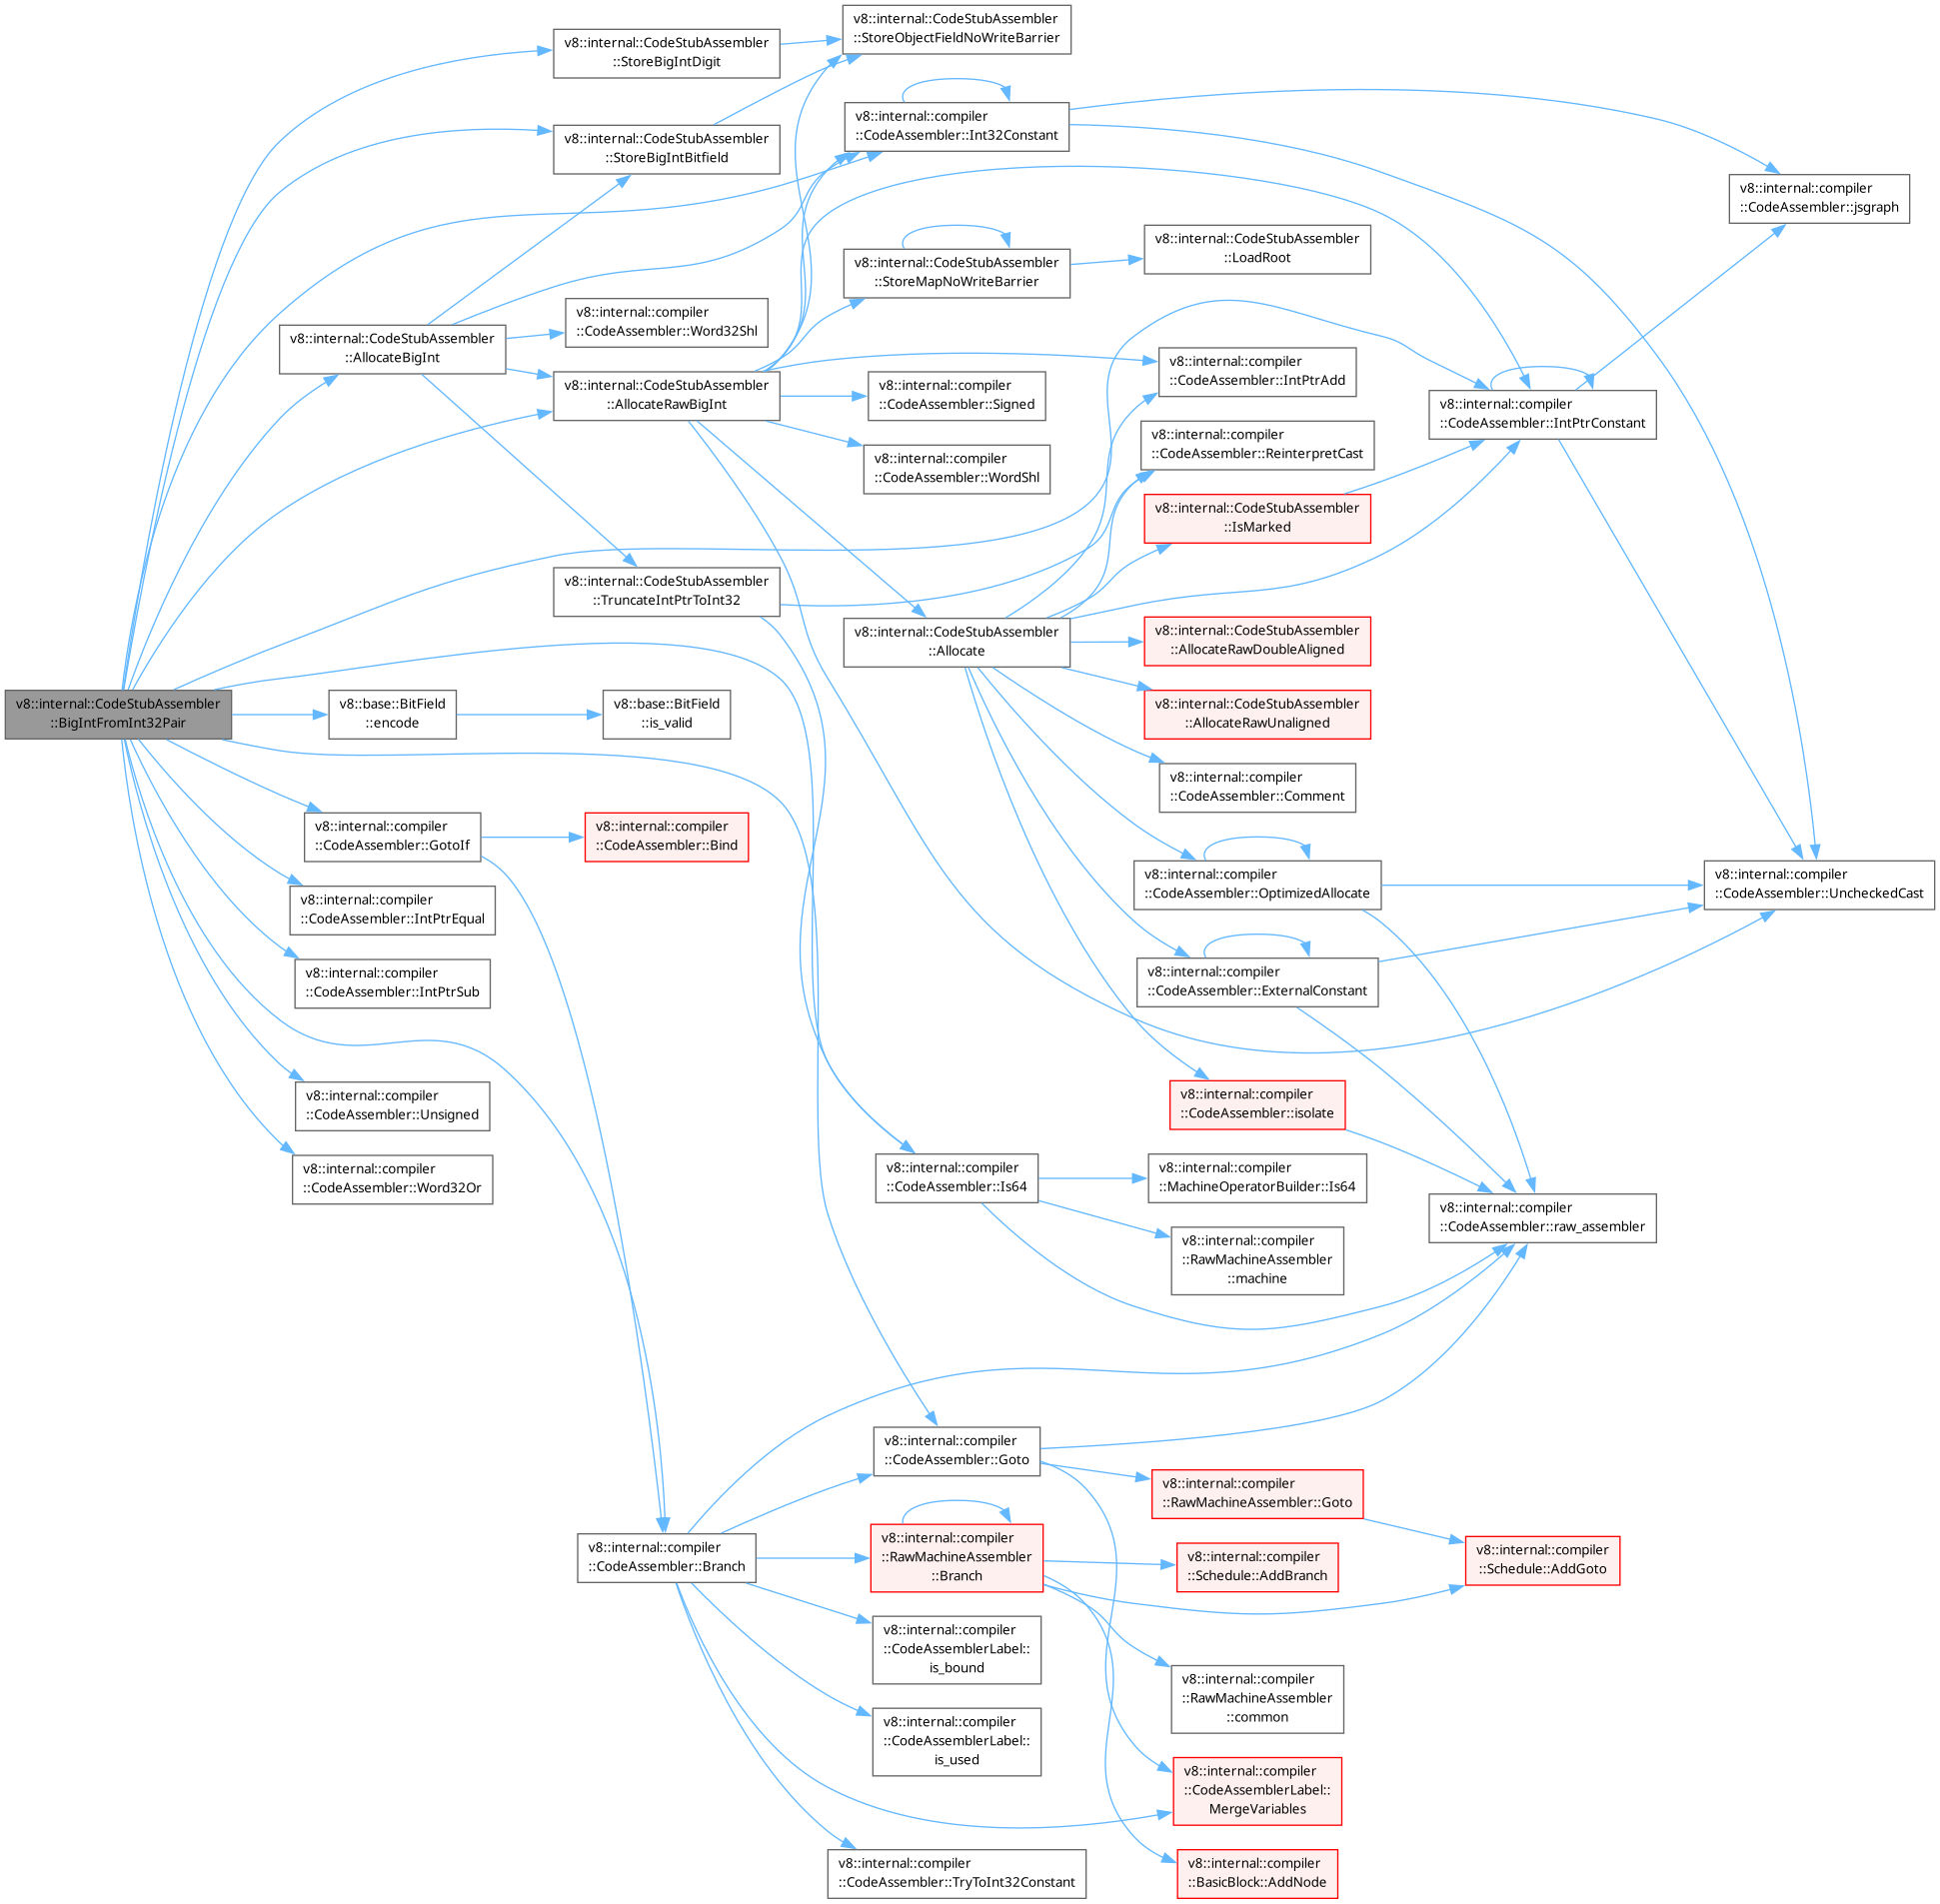 v8::internal::CodeStubAssembler
::BigIntFromInt32Pair
v8::internal::CodeStubAssembler
::AllocateBigInt
v8::base::BitField
::encode
v8::internal::compiler
::CodeAssembler::GotoIf
v8::internal::compiler
::CodeAssembler::IntPtrEqual
v8::internal::compiler
::CodeAssembler::IntPtrSub
v8::internal::compiler
::CodeAssembler::Unsigned
v8::internal::compiler
::CodeAssembler::Word32Or
v8::internal::CodeStubAssembler
::StoreBigIntDigit
v8::internal::CodeStubAssembler
::StoreBigIntBitfield
v8::internal::compiler
::CodeAssembler::Word32Shl
v8::internal::CodeStubAssembler
::AllocateRawBigInt
v8::internal::CodeStubAssembler
::TruncateIntPtrToInt32
v8::base::BitField
::is_valid
v8::internal::compiler
::CodeAssembler::Bind
v8::internal::compiler
::CodeAssembler::Branch
v8::internal::CodeStubAssembler
::StoreObjectFieldNoWriteBarrier
v8::internal::compiler
::CodeAssembler::Int32Constant
v8::internal::CodeStubAssembler
::StoreMapNoWriteBarrier
v8::internal::compiler
::CodeAssembler::Signed
v8::internal::compiler
::CodeAssembler::WordShl
v8::internal::CodeStubAssembler
::Allocate
v8::internal::compiler
::CodeAssembler::Is64
v8::internal::compiler
::CodeAssembler::Goto
v8::internal::compiler
::RawMachineAssembler
::Branch
v8::internal::compiler
::CodeAssemblerLabel::
is_bound
v8::internal::compiler
::CodeAssemblerLabel::
is_used
v8::internal::compiler
::CodeAssembler::TryToInt32Constant
v8::internal::CodeStubAssembler
::LoadRoot
v8::internal::compiler
::CodeAssembler::IntPtrAdd
v8::internal::compiler
::CodeAssembler::ReinterpretCast
v8::internal::CodeStubAssembler
::IsMarked
v8::internal::CodeStubAssembler
::AllocateRawDoubleAligned
v8::internal::CodeStubAssembler
::AllocateRawUnaligned
v8::internal::compiler
::CodeAssembler::Comment
v8::internal::compiler
::CodeAssembler::OptimizedAllocate
v8::internal::compiler
::CodeAssembler::ExternalConstant
v8::internal::compiler
::CodeAssembler::isolate
v8::internal::compiler
::MachineOperatorBuilder::Is64
v8::internal::compiler
::RawMachineAssembler
::machine
v8::internal::compiler
::RawMachineAssembler::Goto
v8::internal::compiler
::Schedule::AddBranch
v8::internal::compiler
::RawMachineAssembler
::common
v8::internal::compiler
::CodeAssemblerLabel::
MergeVariables
v8::internal::compiler
::BasicBlock::AddNode
v8::internal::compiler
::CodeAssembler::IntPtrConstant
v8::internal::compiler
::CodeAssembler::raw_assembler
v8::internal::compiler
::Schedule::AddGoto
v8::internal::compiler
::CodeAssembler::jsgraph
v8::internal::compiler
::CodeAssembler::UncheckedCast